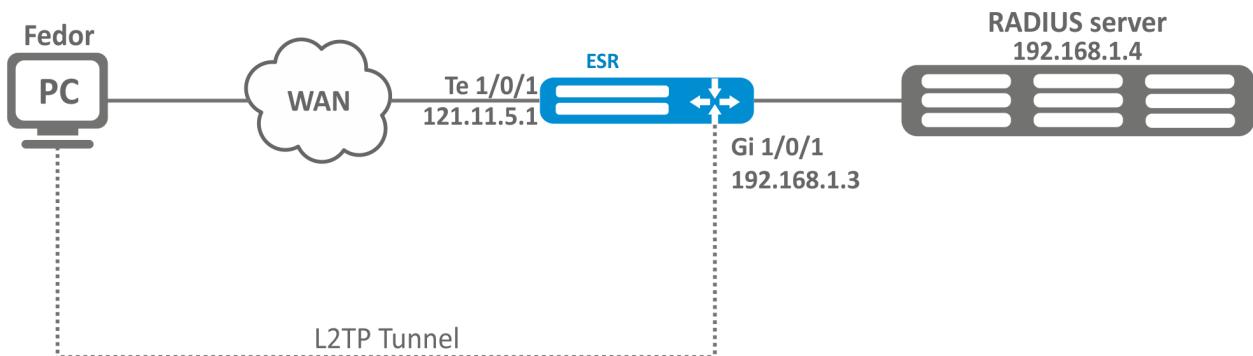 Fedor
PC
WAN
Te 1/0/1
121.11.5.1
ESR
Gi 1/0/1
192.168.1.3
RADIUS server
192.168.1.4
L2TP Tunnel